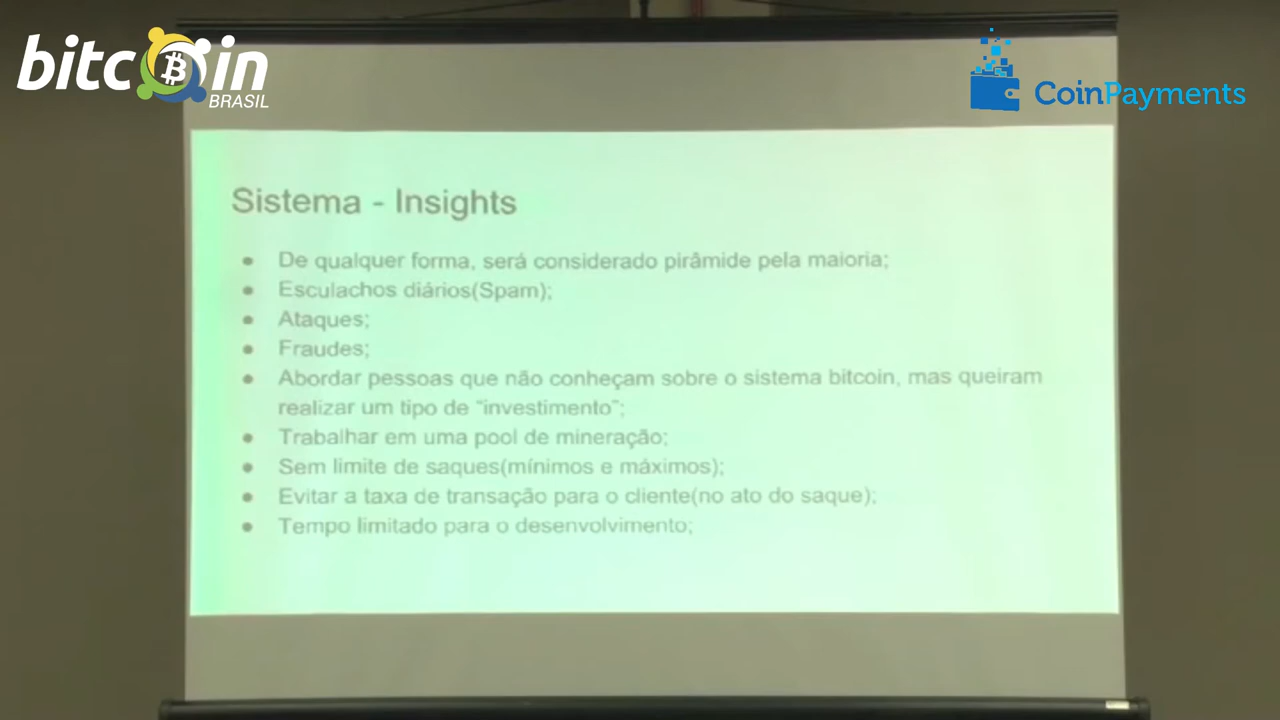 bitcoin
BRASIL
CoinPayments
Sistema - Insights
● De qualquer forma, será considerado pirâmide pela maioria;
● Esculachos diários(Spam);
● Ataques;
● Fraudes;
● Abordar pessoas que não conheçam sobre o sistema bitcoin, mas queiram
realizar um tipo de "investimento";
● Trabalhar em uma pool de mineração;
● Sem limite de saques(mínimos e máximos);
● Evitar a taxa de transação para o cliente(no ato do saque);
● Tempo limitado para o desenvolvimento;